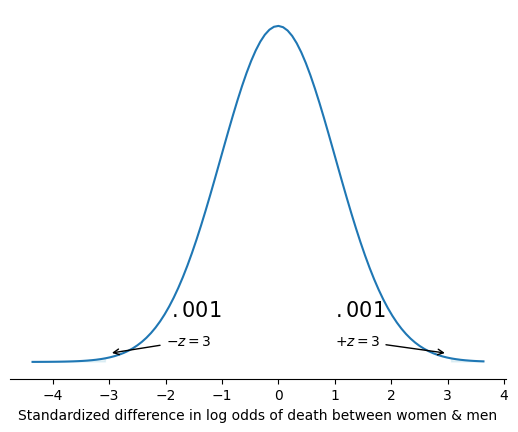 .001 .001
−z = 3 +z = 3
−4 −3 −2 −1 0 1 2 3 4
Standardized difference in log odds of death between women & men